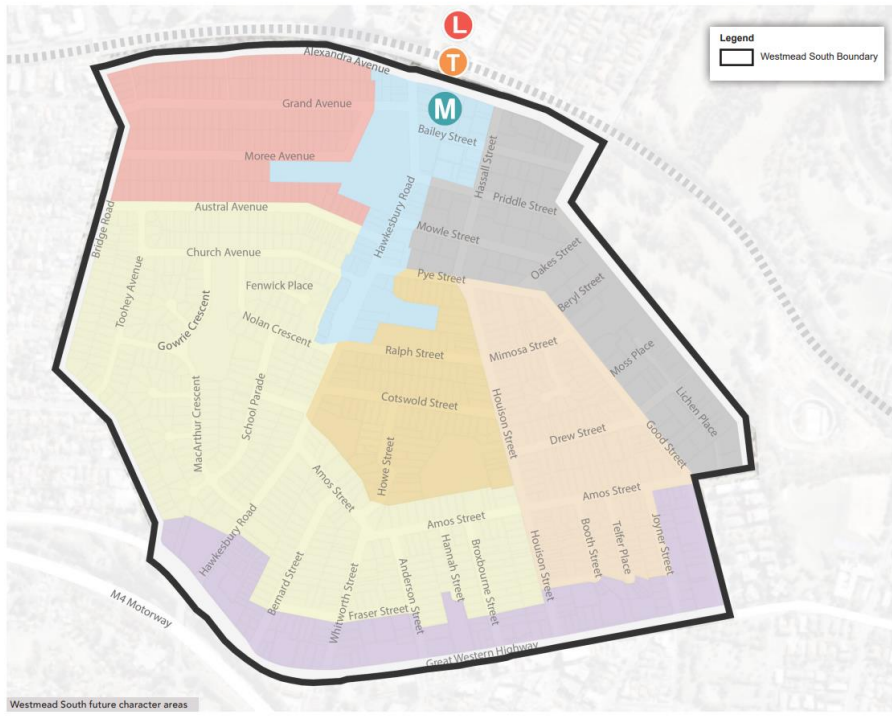 L
T
M
Legend
Westmead South Boundary
Alexandra Avenue
Grand Avenue
Bailey Street
Moree Avenue
Hassall Street
Priddle Street
Austral Avenue
Bridge Road
Hawkesbury Road
Mowle Street
Church Avenue
Oakes Street
Pye Street
Fenwick Place
Beryl Street
Toohey Avenue
Gowrie Crescent
Nolan Crescent
Ralph Street
Mimosa Street
Moss Place
MacArthur Crescent
School Parade
Cotswold Street
Houison Street
Lichen Place
Drew Street
Good Street
Howe Street
Amos Street
Amos Street
Amos Street
Hawkesbury Road
Joyner Street
Telfer Place
Booth Street
Houison Street
Hannah Street
Broxbourne Street
Bernard Street
Whitworth Street
Anderson Street
Fraser Street
M4 Motorway
Great Western Highway
Westmead South future character areas